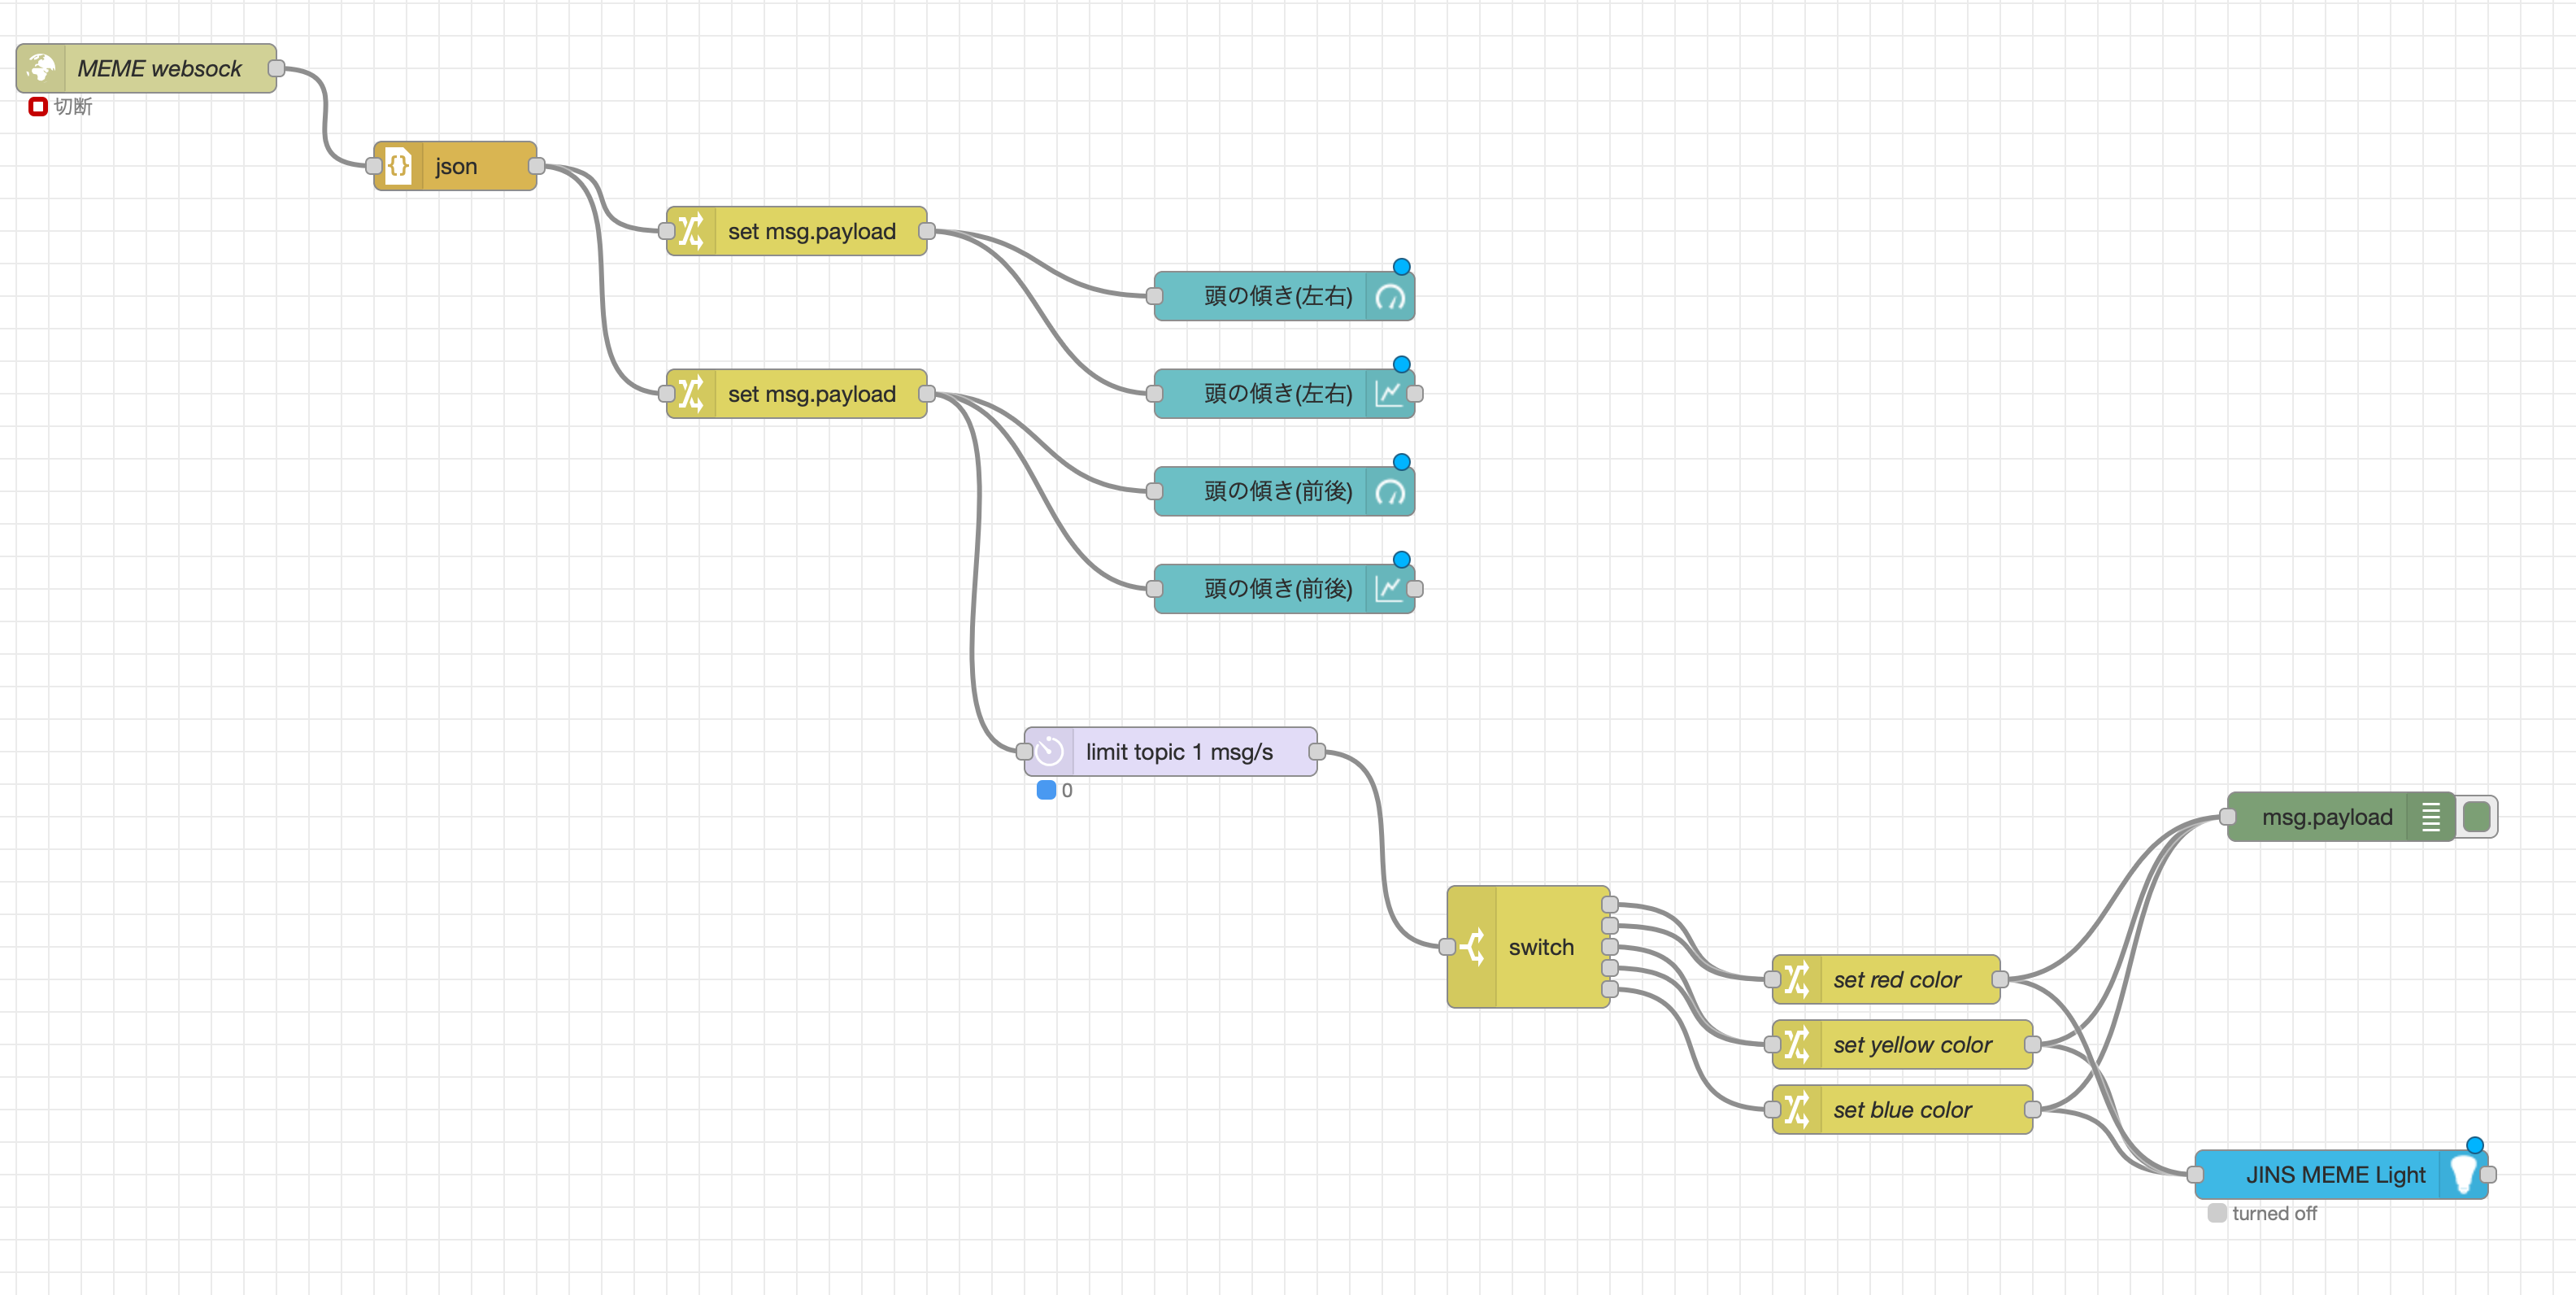 MEME websock
切断
json
set msg.payload
頭の傾き(左右)
set msg.payload
頭の傾き(左右)
頭の傾き(前後)
頭の傾き(前後)
limit topic 1 msg/s
0
msg.payload
switch
set red color
set yellow color
set blue color
JINS MEME Light
turned off